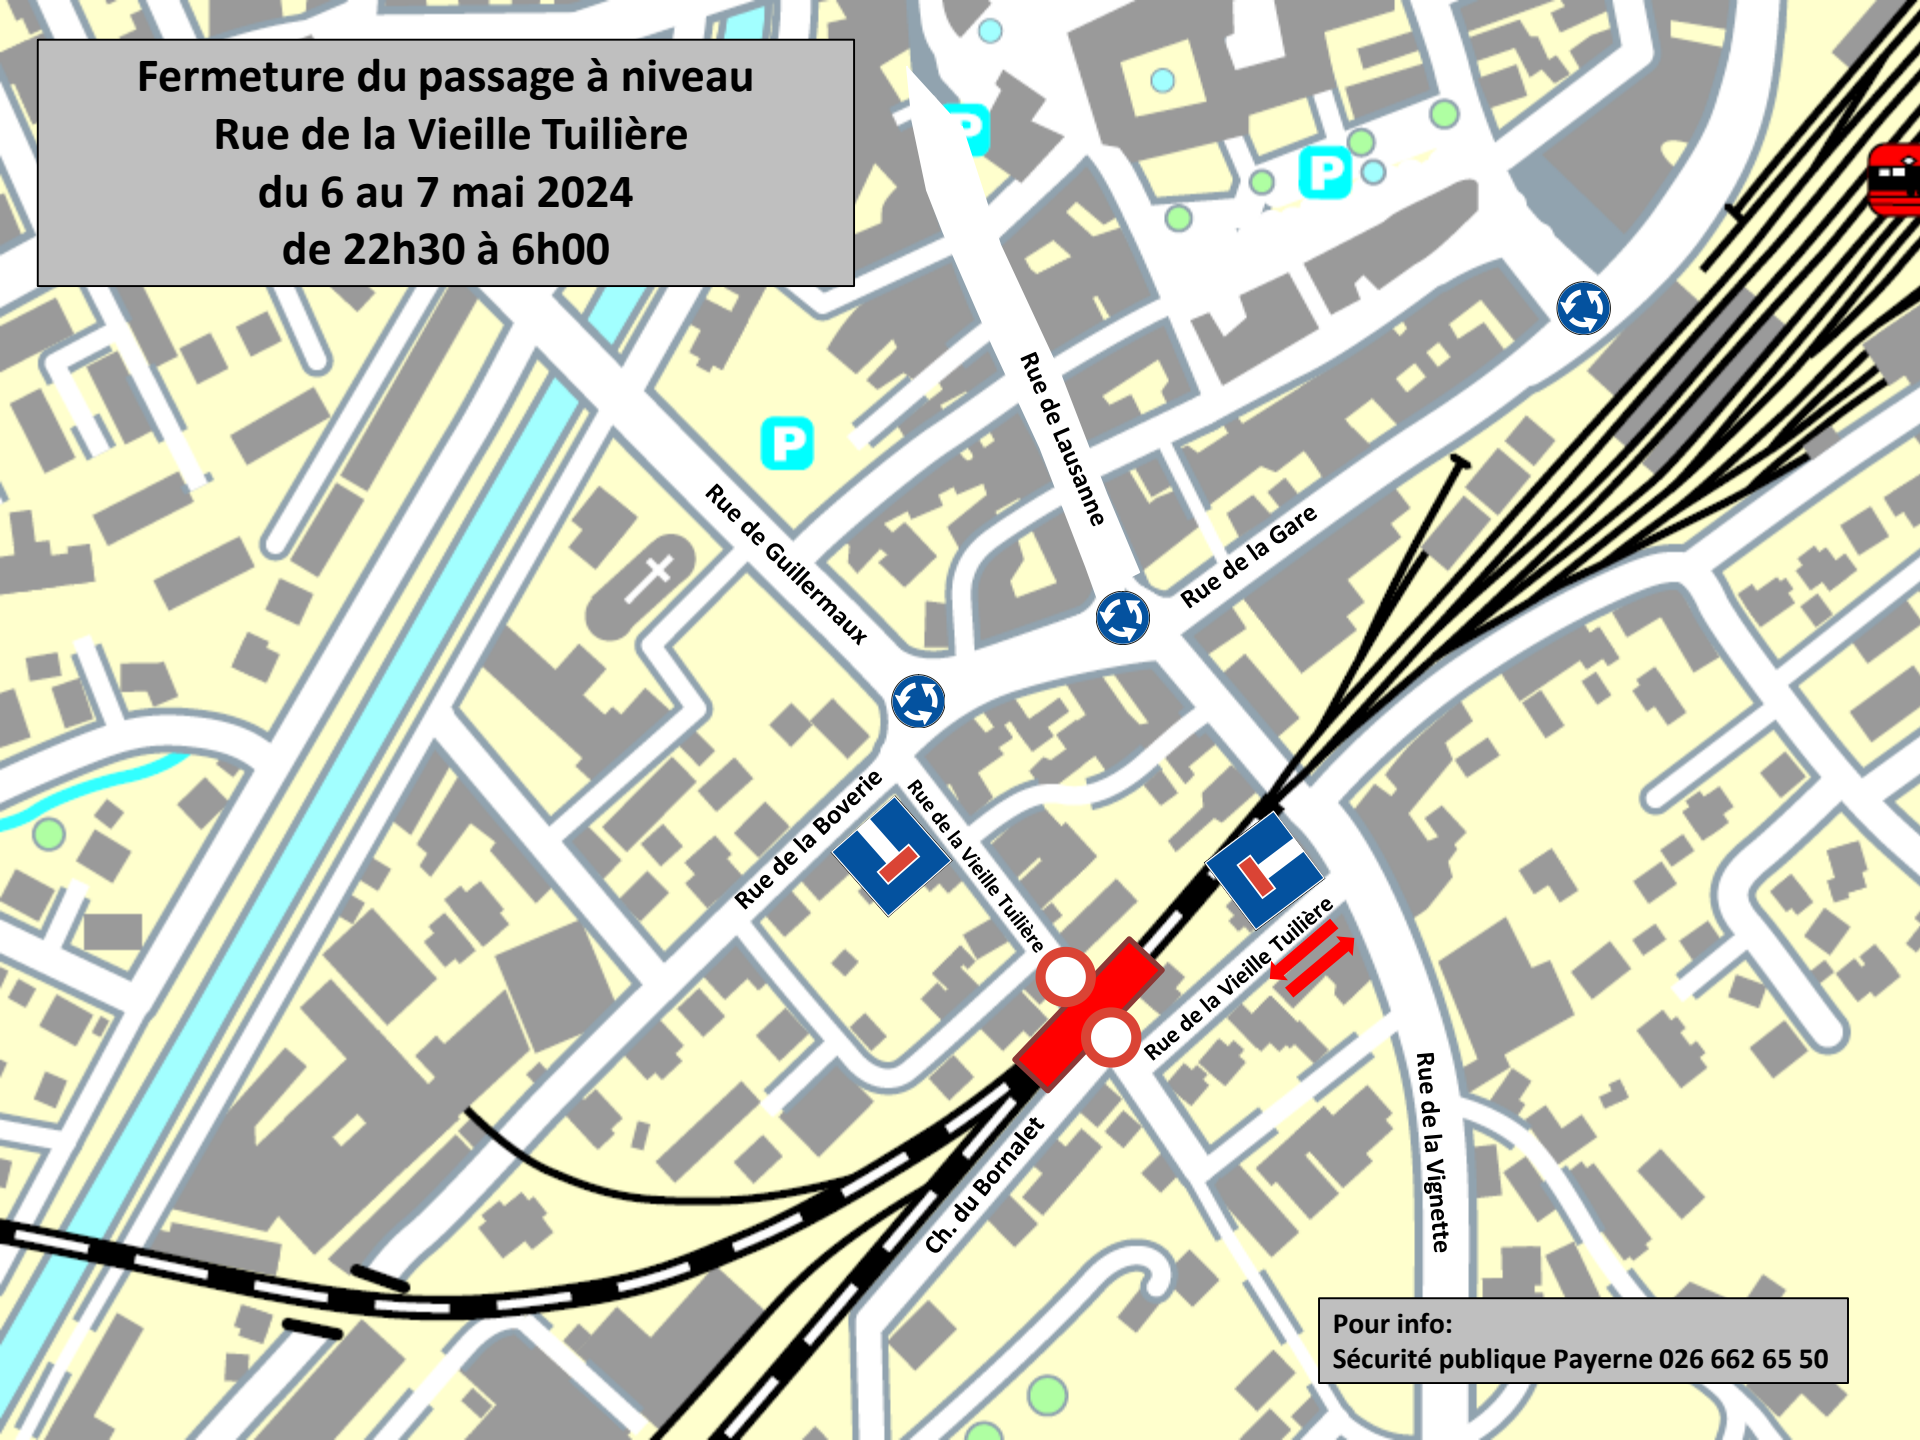 Fermeture du passage à niveau
Rue de la Vieille Tuilière
du 6 au 7 mai 2024
de 22h30 à 6h00
P
P
P
Rue de Lausanne
Rue de Guillermaux
Rue de la Gare
Rue de la Boverie
Rue de la Vieille Tuilière
Rue de la Vieille Tuilière
Rue de la Vignette
Ch. du Bornalet
Pour info:
Sécurité publique Payerne 026 662 65 50